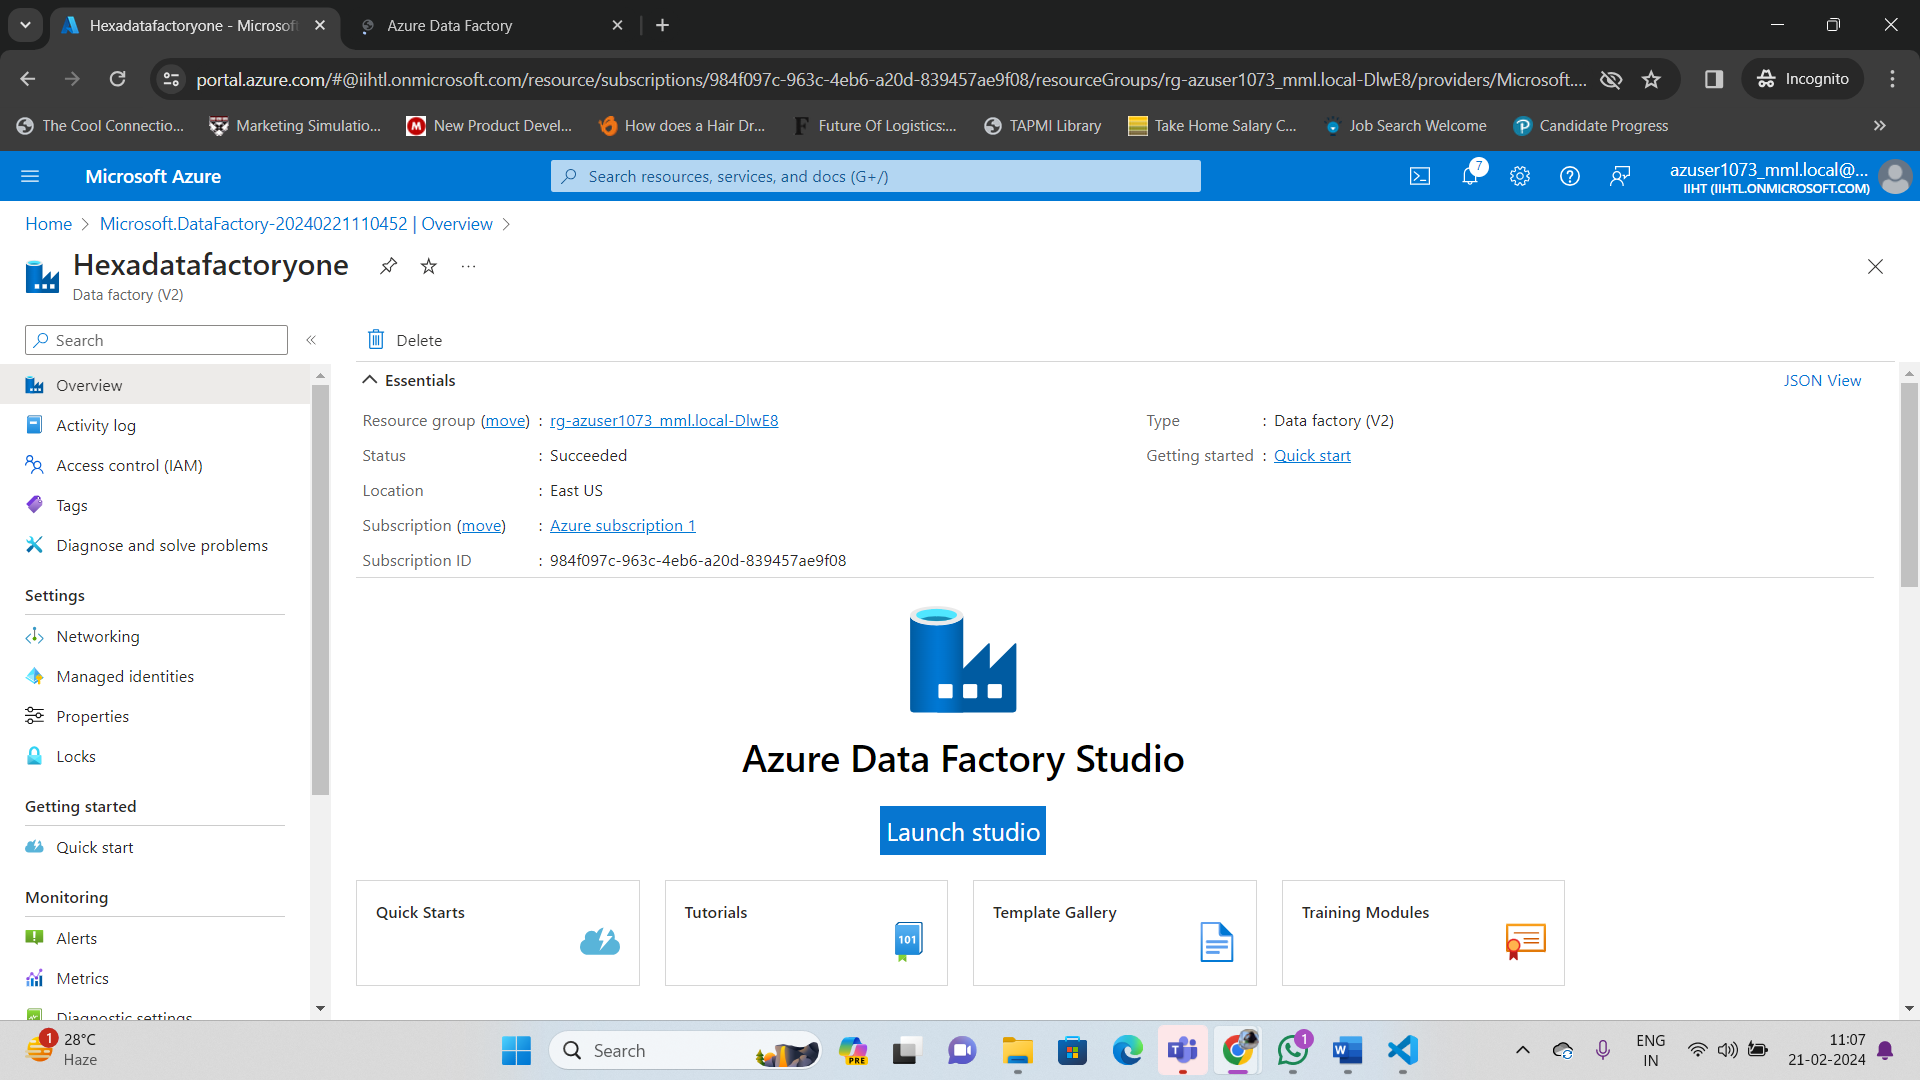 Hexadatafactoryone - Microsoft
Azure Data Factory
portal.azure.com/#@iihtl.onmicrosoft.com/resource/subscriptions/984f097c-963c-4eb6-a20d-839457ae9f08/resourceGroups/rg-azuser1073_mml.local-DlwE8/providers/Microsoft....
Incognito
The Cool Connectio...
Marketing Simulatio...
New Product Devel...
How does a Hair Dr...
Future Of Logistics:...
TAPMI Library
Take Home Salary C...
Job Search Welcome
Candidate Progress
Microsoft Azure
Search resources, services, and docs (G+/)
7
azuser1073_mml.local@...
IIHT (IIHTL.ONMICROSOFT.COM)
Home > Microsoft.DataFactory-20240221110452 | Overview >
Hexadatafactoryone
Data factory (V2)
Search
Delete
Overview
Activity log
Access control (IAM)
Tags
Diagnose and solve problems
Settings
Networking
Managed identities
Properties
Locks
Getting started
Quick start
Monitoring
Alerts
Metrics
Diagnostic settings
Essentials
JSON View
Resource group (move) : rg-azuser1073_mml.local-DlwE8
Status : Succeeded
Location : East US
Subscription (move) : Azure subscription 1
Subscription ID : 984f097c-963c-4eb6-a20d-839457ae9f08
Type : Data factory (V2)
Getting started : Quick start
Azure Data Factory Studio
Launch studio
Quick Starts
Tutorials
101
Template Gallery
Training Modules
1
28°C
Haze
Search
PRE
1
ENG
IN
11:07
21-02-2024